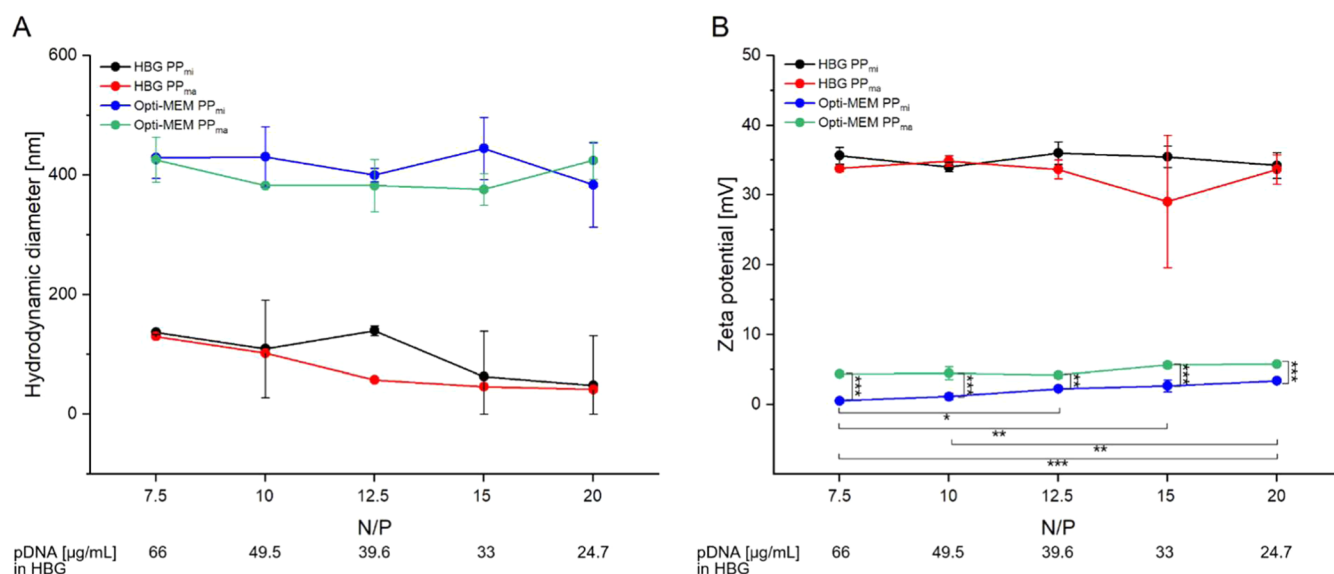 A
600
400
200
0
Hydrodynamic diameter [nm]
HBG PPmi
HBG PPma
Opti-MEM PPmi
Opti-MEM PPma
7.5 10 12.5 15 20
N/P
pDNA [µg/mL] 66 49.5 39.6 33 24.7
in HBG
B
50
40
30
20
10
0
Zeta potential [mV]
HBG PPmi
HBG PPma
Opti-MEM PPmi
Opti-MEM PPma
*** *** ** *** ***
*
**
**
***
7.5 10 12.5 15 20
N/P
pDNA [µg/mL] 66 49.5 39.6 33 24.7
in HBG